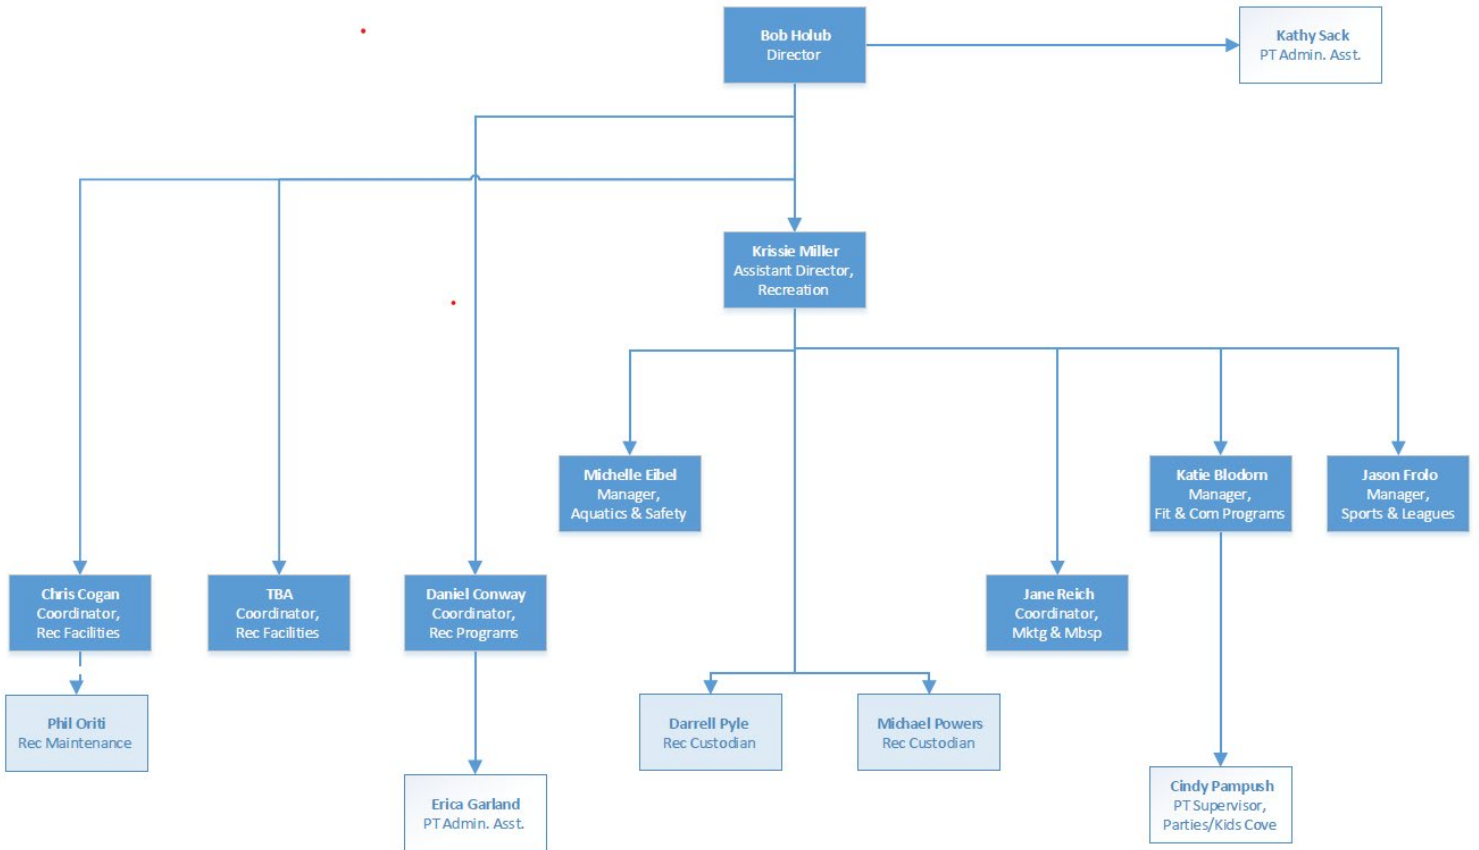 Bob Holub
Director
Kathy Sack
PT Admin. Asst.
Krissie Miller
Assistant Director,
Recreation
Michelle Eibel
Manager,
Aquatics & Safety
Katie Blodorn
Manager,
Fit & Com Programs
Jason Frolo
Manager,
Sports & Leagues
Chris Cogan
Coordinator,
Rec Facilities
TBA
Coordinator,
Rec Facilities
Daniel Conway
Coordinator,
Rec Programs
Jane Reich
Coordinator,
Mktg & Mbsp
Phil Oriti
Rec Maintenance
Darrell Pyle
Rec Custodian
Michael Powers
Rec Custodian
Erica Garland
PT Admin. Asst.
Cindy Pampush
PT Supervisor,
Parties/Kids Cove